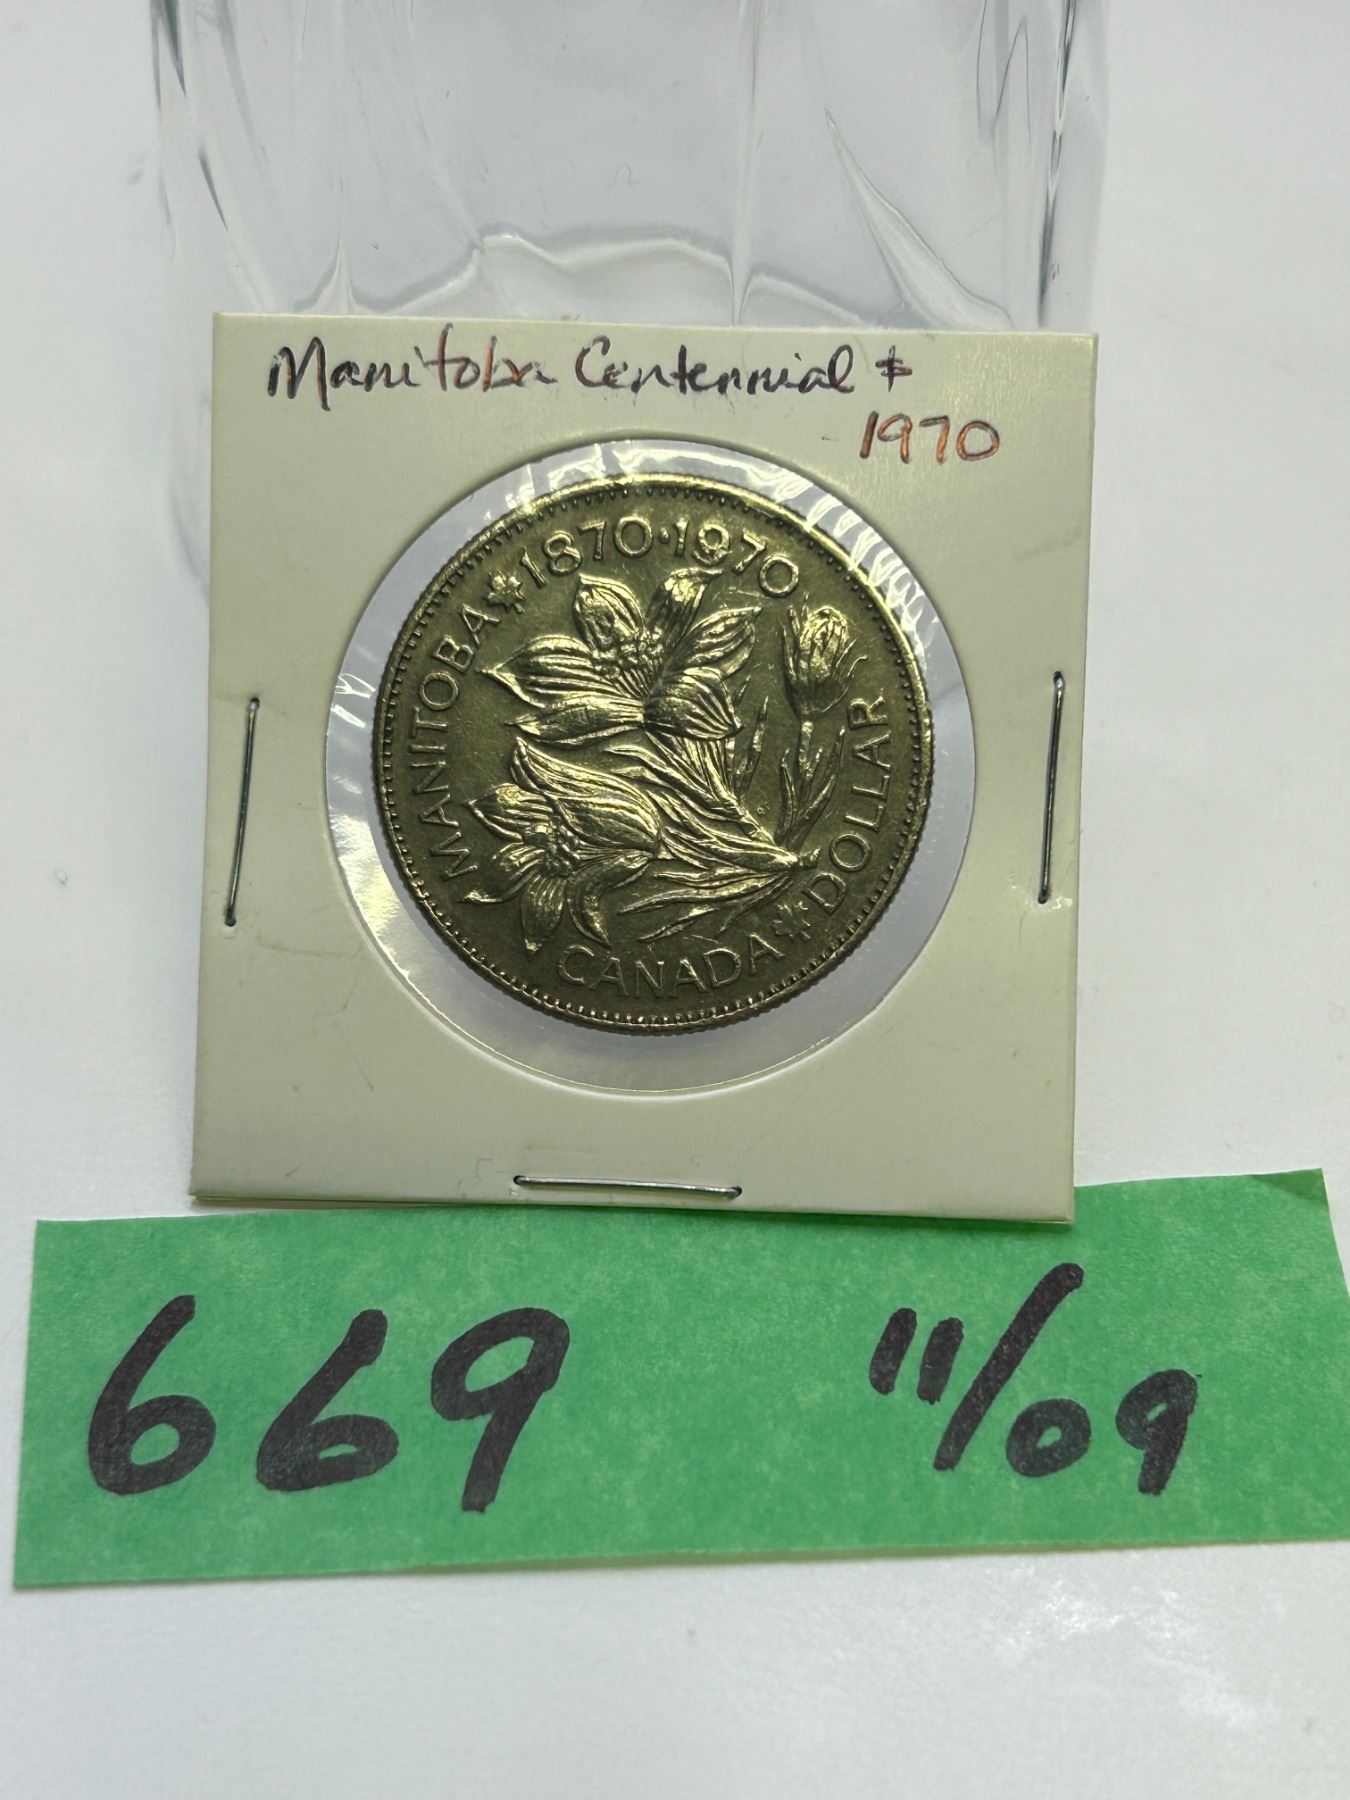 Manitoba Centennial $
1970
MANITOBA 1870·1970
CANADA DOLLAR
669 11/09